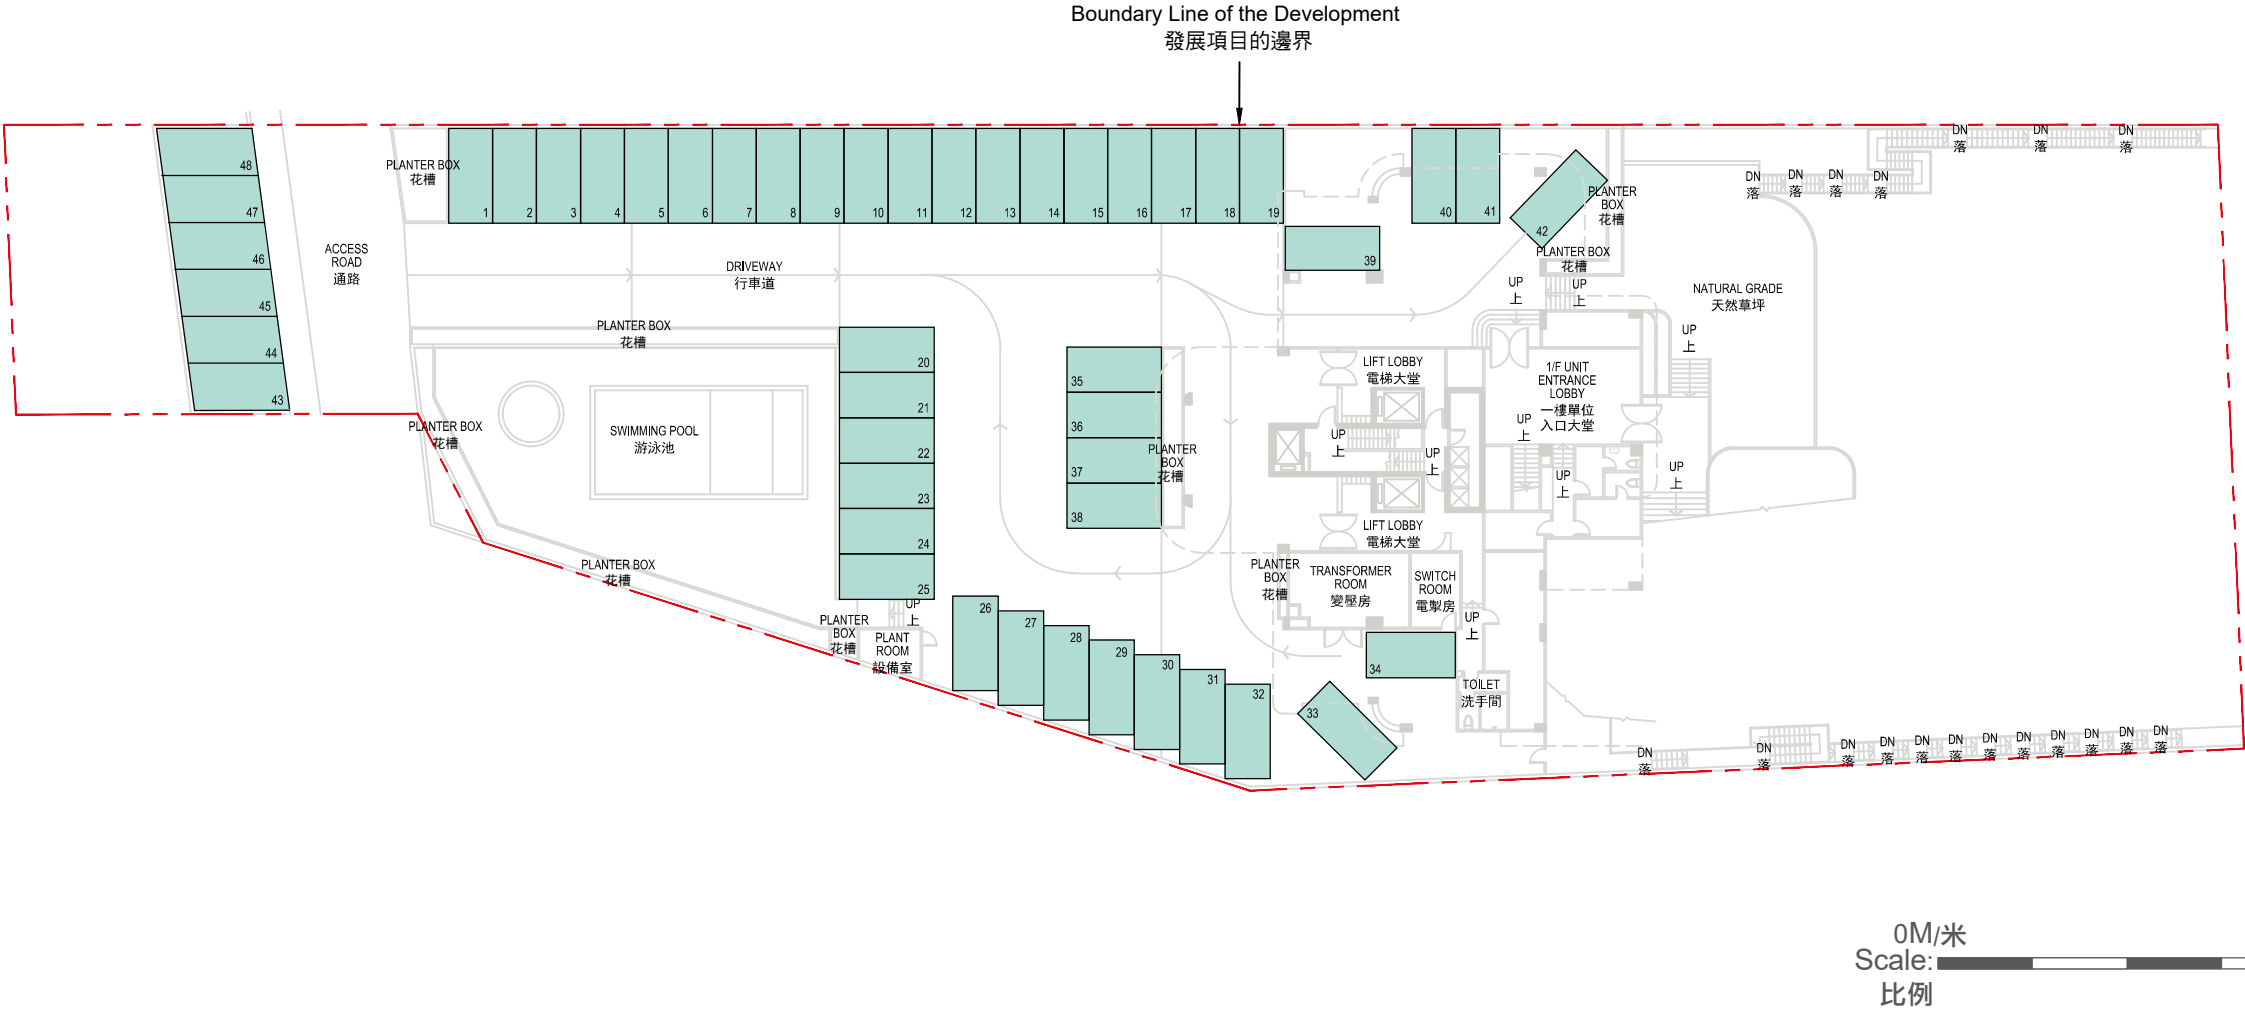 Boundary Line of the Development
發展項目的邊界
DN
落
DN
落
DN
落
DN
落
DN
落
DN
落
DN
落
48
47
46
45
44
43
ACCESS
ROAD
通路
PLANTER BOX
花槽
1
2
3
4
5
6
7
8
9
10
11
12
13
14
15
16
17
18
19
40
41
42
39
PLANTER
BOX
花槽
PLANTER BOX
花槽
DRIVEWAY
行車道
NATURAL GRADE
天然草坪
UP
上
UP
上
UP
上
PLANTER BOX
花槽
20
21
22
23
24
25
35
36
37
38
LIFT LOBBY
電梯大堂
1/F UNIT
ENTRANCE
LOBBY
一樓單位
入口大堂
PLANTER BOX
花槽
SWIMMING POOL
游泳池
PLANTER
BOX
花槽
UP
上
UP
上
UP
上
UP
上
UP
上
LIFT LOBBY
電梯大堂
PLANTER BOX
花槽
PLANTER
BOX
花槽
TRANSFORMER
ROOM
變壓房
SWITCH
ROOM
電掣房
UP
上
UP
上
PLANTER
BOX
花槽
PLANT
ROOM
設備室
26
27
28
29
30
31
32
33
34
TOILET
洗手間
DN
落
DN
落
DN
落
DN
落
DN
落
DN
落
DN
落
DN
落
DN
落
DN
落
DN
落
DN
落
0M/米
Scale:
比例